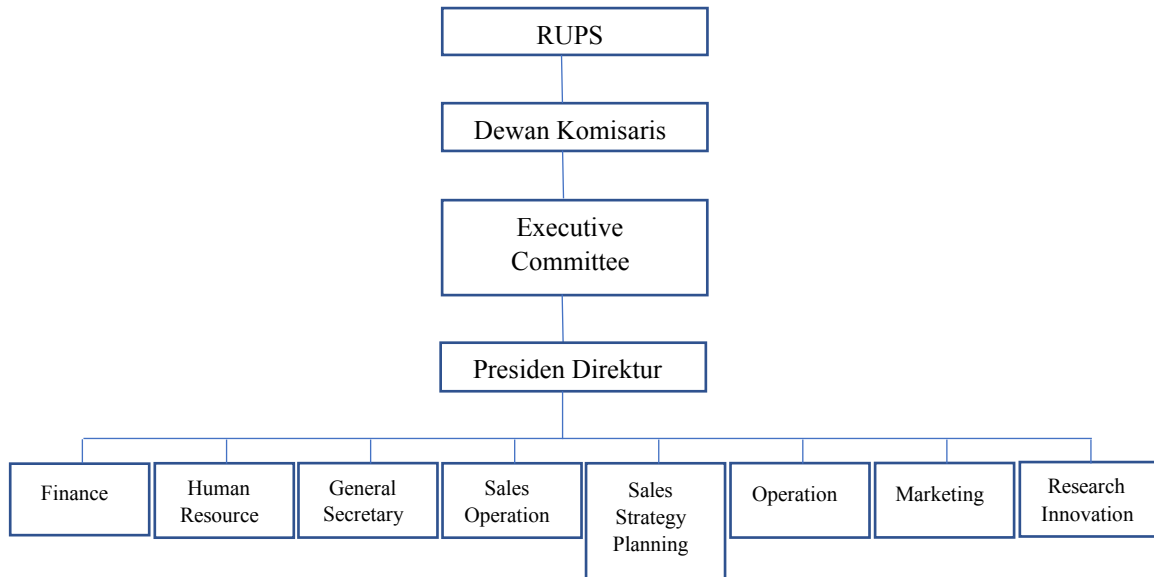 RUPS
Dewan Komisaris
Executive
Committee
Presiden Direktur
Finance
Human
Resource
General
Secretary
Sales
Operation
Sales
Strategy
Planning
Operation
Marketing
Research
Innovation